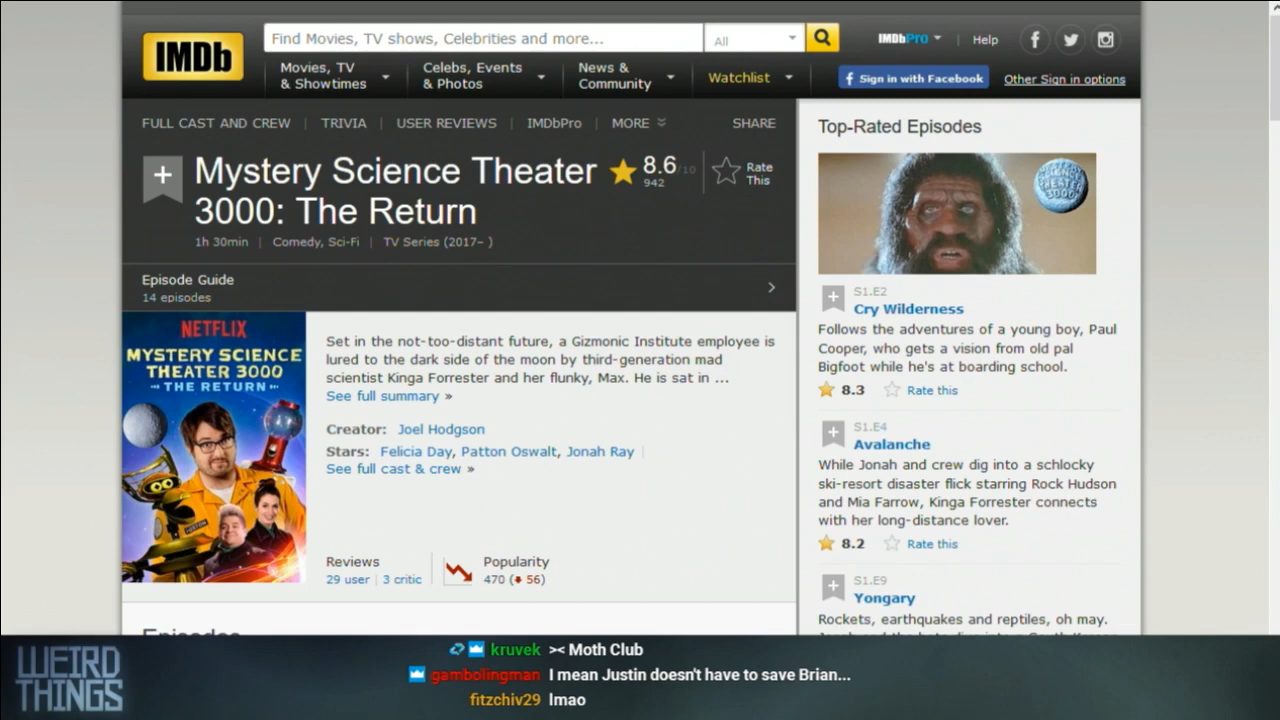 IMDb
Find Movies, TV shows, Celebrities and more...
All
IMDbPro
Help
Movies, TV
& Showtimes
Celebs, Events
& Photos
News &
Community
Watchlist
f Sign in with Facebook
Other Sign in options
FULL CAST AND CREW | TRIVIA | USER REVIEWS | IMDbPro | MORE
SHARE
Mystery Science Theater
3000: The Return
8.6/10
942
Rate
This
1h 30min | Comedy, Sci-Fi | TV Series (2017– )
Episode Guide
14 episodes
NETFLIX
MYSTERY SCIENCE
THEATER 3000
THE RETURN
Set in the not-too-distant future, a Gizmonic Institute employee is
lured to the dark side of the moon by third-generation mad
scientist Kinga Forrester and her flunky, Max. He is sat in ...
See full summary »
Creator: Joel Hodgson
Stars: Felicia Day, Patton Oswalt, Jonah Ray |
See full cast & crew »
Reviews
29 user | 3 critic
Popularity
470 (56)
Episodes
Top-Rated Episodes
MYSTERY
SCIENCE
THEATER
3000
S1.E2
Cry Wilderness
Follows the adventures of a young boy, Paul
Cooper, who gets a vision from old pal
Bigfoot while he's at boarding school.
8.3 Rate this
S1.E4
Avalanche
While Jonah and crew dig into a schlocky
ski-resort disaster flick starring Rock Hudson
and Mia Farrow, Kinga Forrester connects
with her long-distance lover.
8.2 Rate this
S1.E9
Yongary
Rockets, earthquakes and reptiles, oh may.
WEIRD
THINGS
kruvek >< Moth Club
gambolingman I mean Justin doesn't have to save Brian...
fitzchiv29 lmao